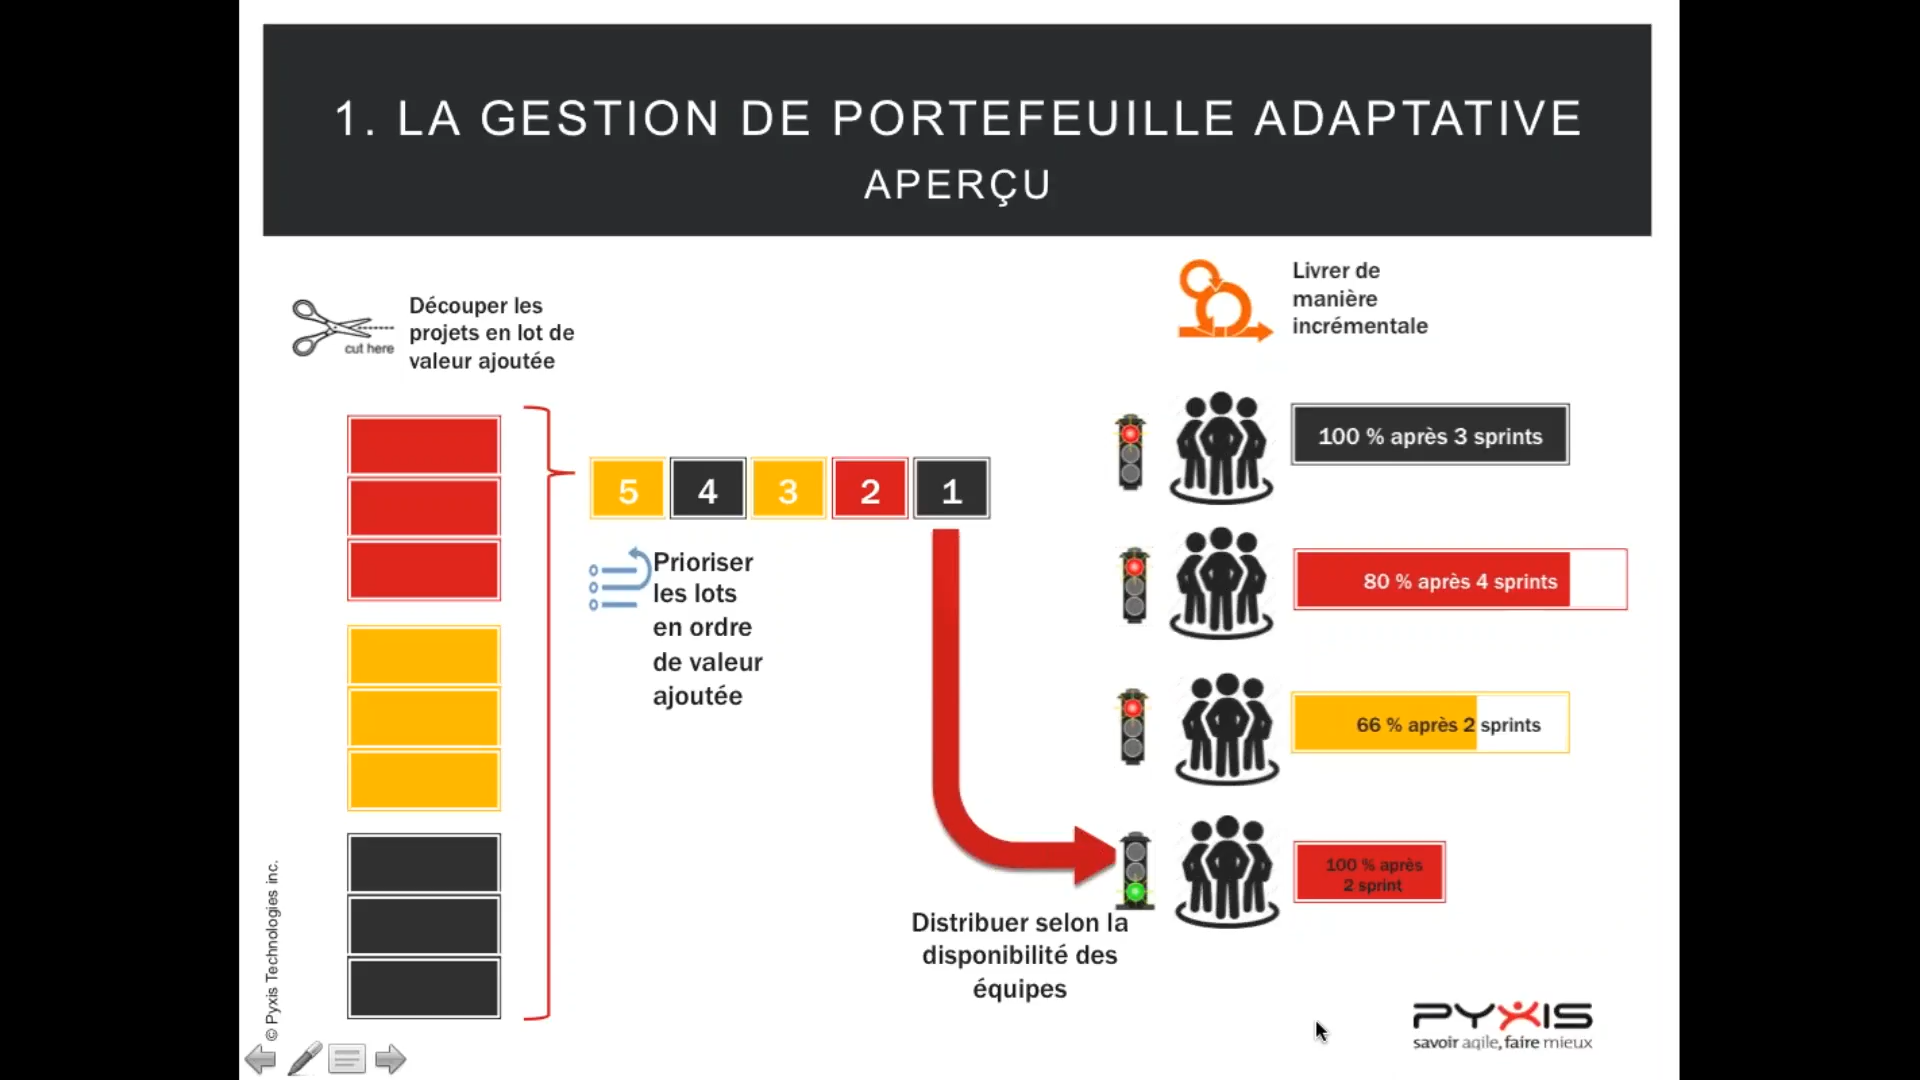 1. LA GESTION DE PORTEFEUILLE ADAPTATIVE
APERÇU
cut here
Découper les
projets en lot de
valeur ajoutée
5 4 3 2 1
Prioriser
les lots
en ordre
de valeur
ajoutée
Distribuer selon la
disponibilité des
équipes
Livrer de
manière
incrémentale
100 % après 3 sprints
80 % après 4 sprints
66 % après 2 sprints
100 % après
2 sprint
© Pyxis Technologies inc.
PYXIS
savoir agile, faire mieux